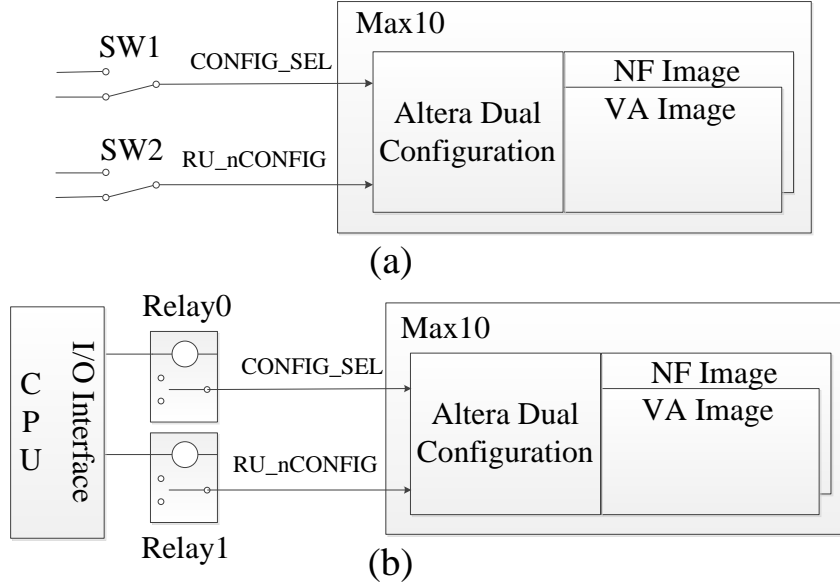 Max10
SW1
CONFIG_SEL
NF Image
VA Image
Altera Dual
Configuration
SW2
RU_nCONFIG
(a)
Relay0
Max10
CPU
I/O Interface
CONFIG_SEL
NF Image
VA Image
Altera Dual
Configuration
RU_nCONFIG
Relay1
(b)